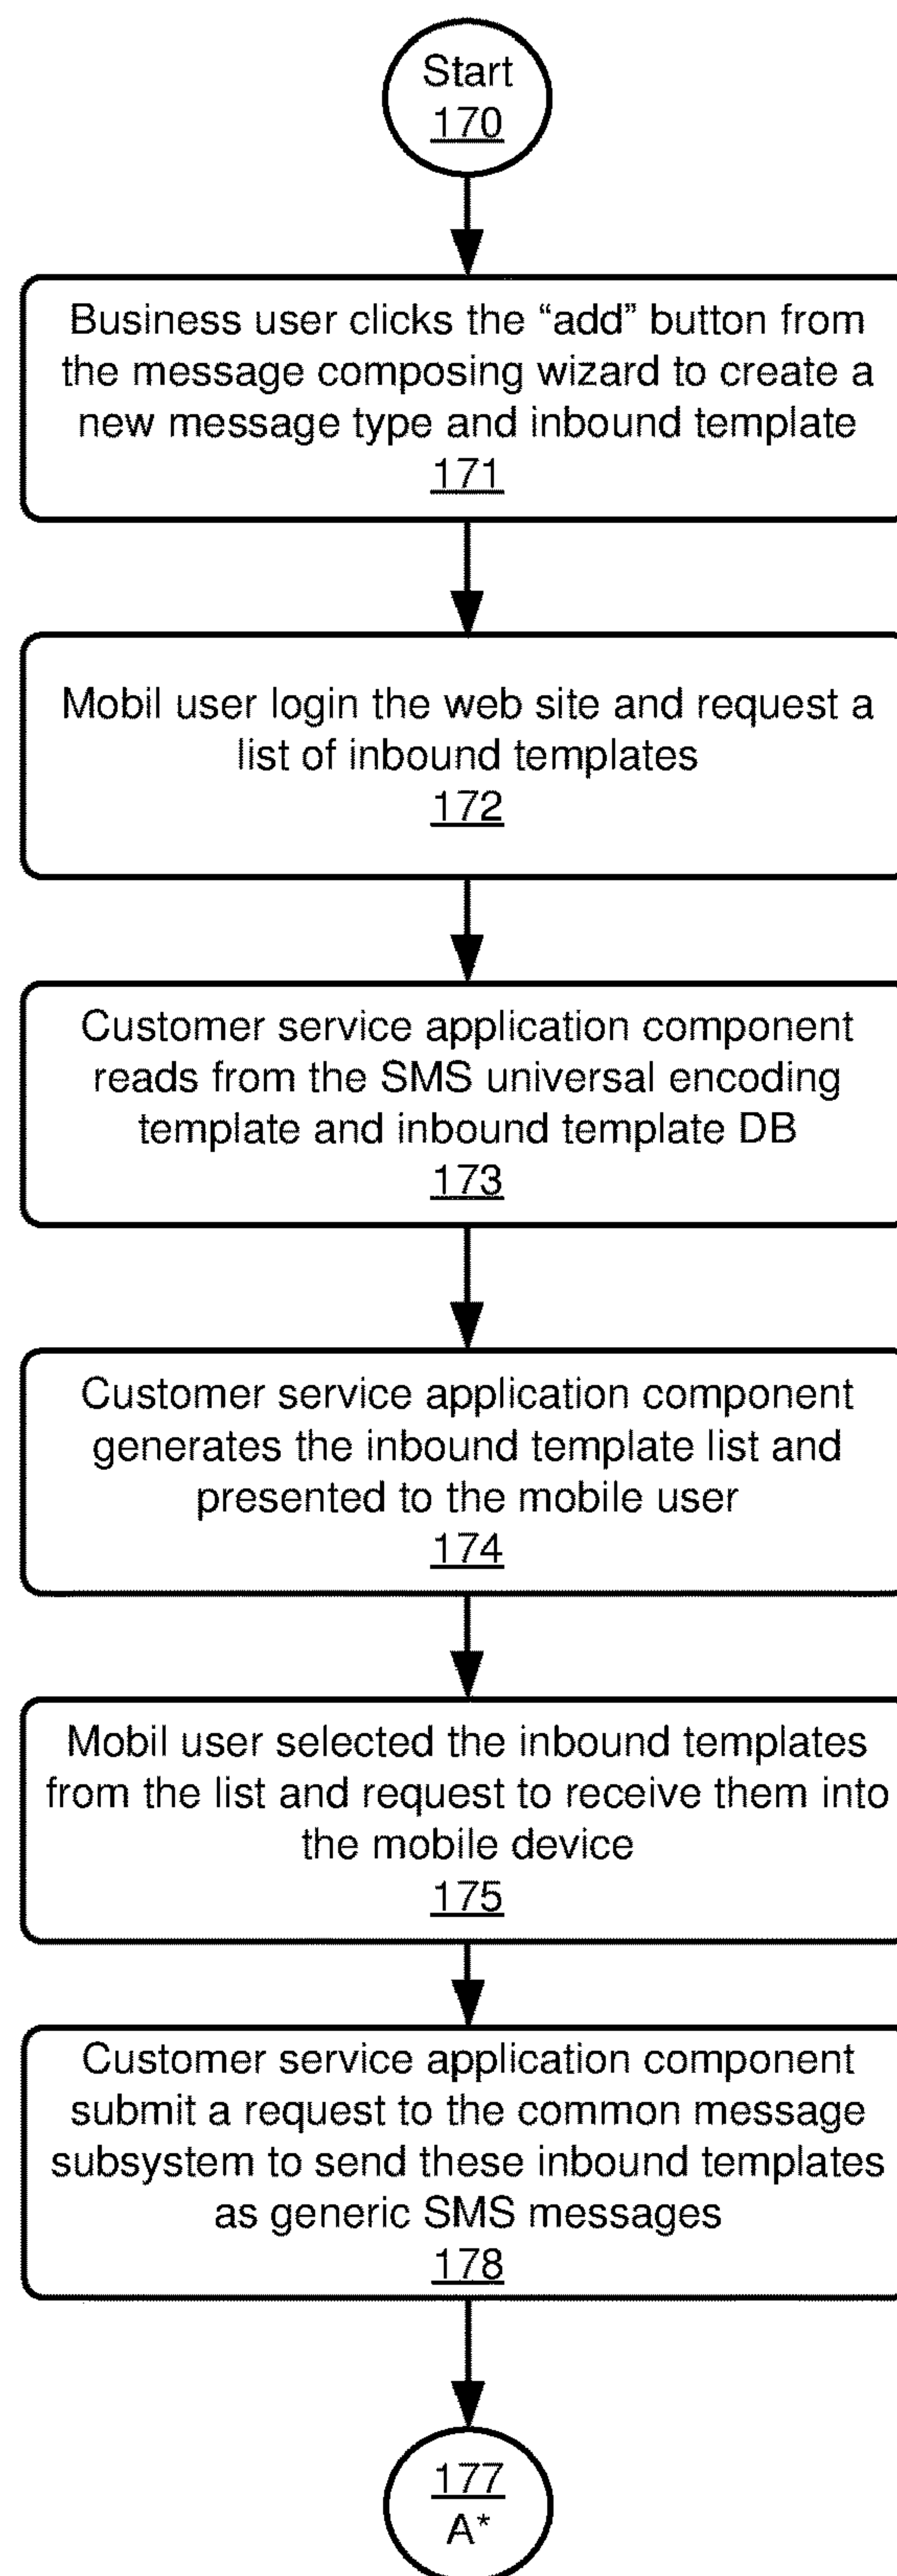 Start
170
Business user clicks the “add” button from
the message composing wizard to create a
new message type and inbound template
171
Mobil user login the web site and request a
list of inbound templates
172
Customer service application component
reads from the SMS universal encoding
template and inbound template DB
173
Customer service application component
generates the inbound template list and
presented to the mobile user
174
Mobil user selected the inbound templates
from the list and request to receive them into
the mobile device
175
Customer service application component
submit a request to the common message
subsystem to send these inbound templates
as generic SMS messages
178
177
A*